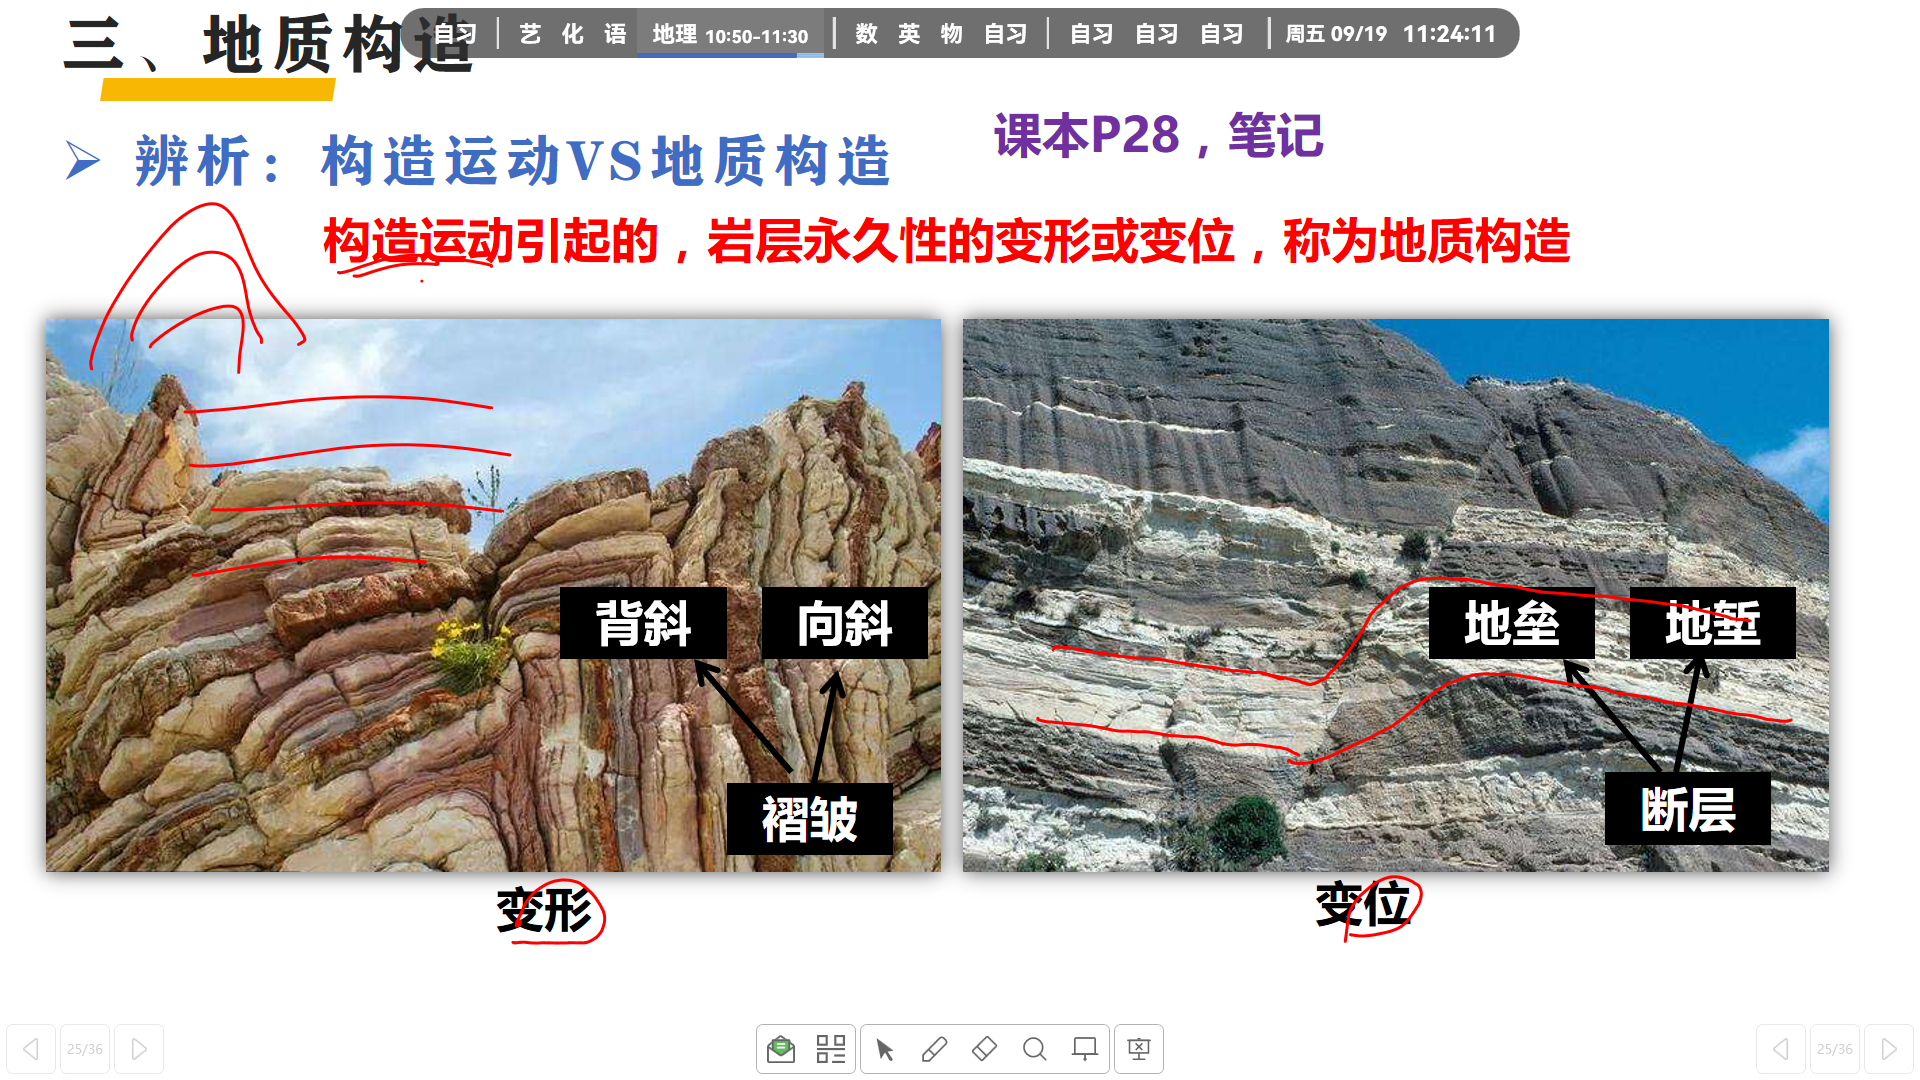 三、地质构造
自习 | 艺 化 语 地理 10:50-11:30 | 数 英 物 自习 | 自习 自习 自习 | 周五 09/19 11:24:11
➢ 辨析：构造运动VS地质构造
课本P28，笔记
构造运动引起的，岩层永久性的变形或变位，称为地质构造
背斜 向斜
地垒 地堑
褶皱
断层
变形
变位
25/36
25/36